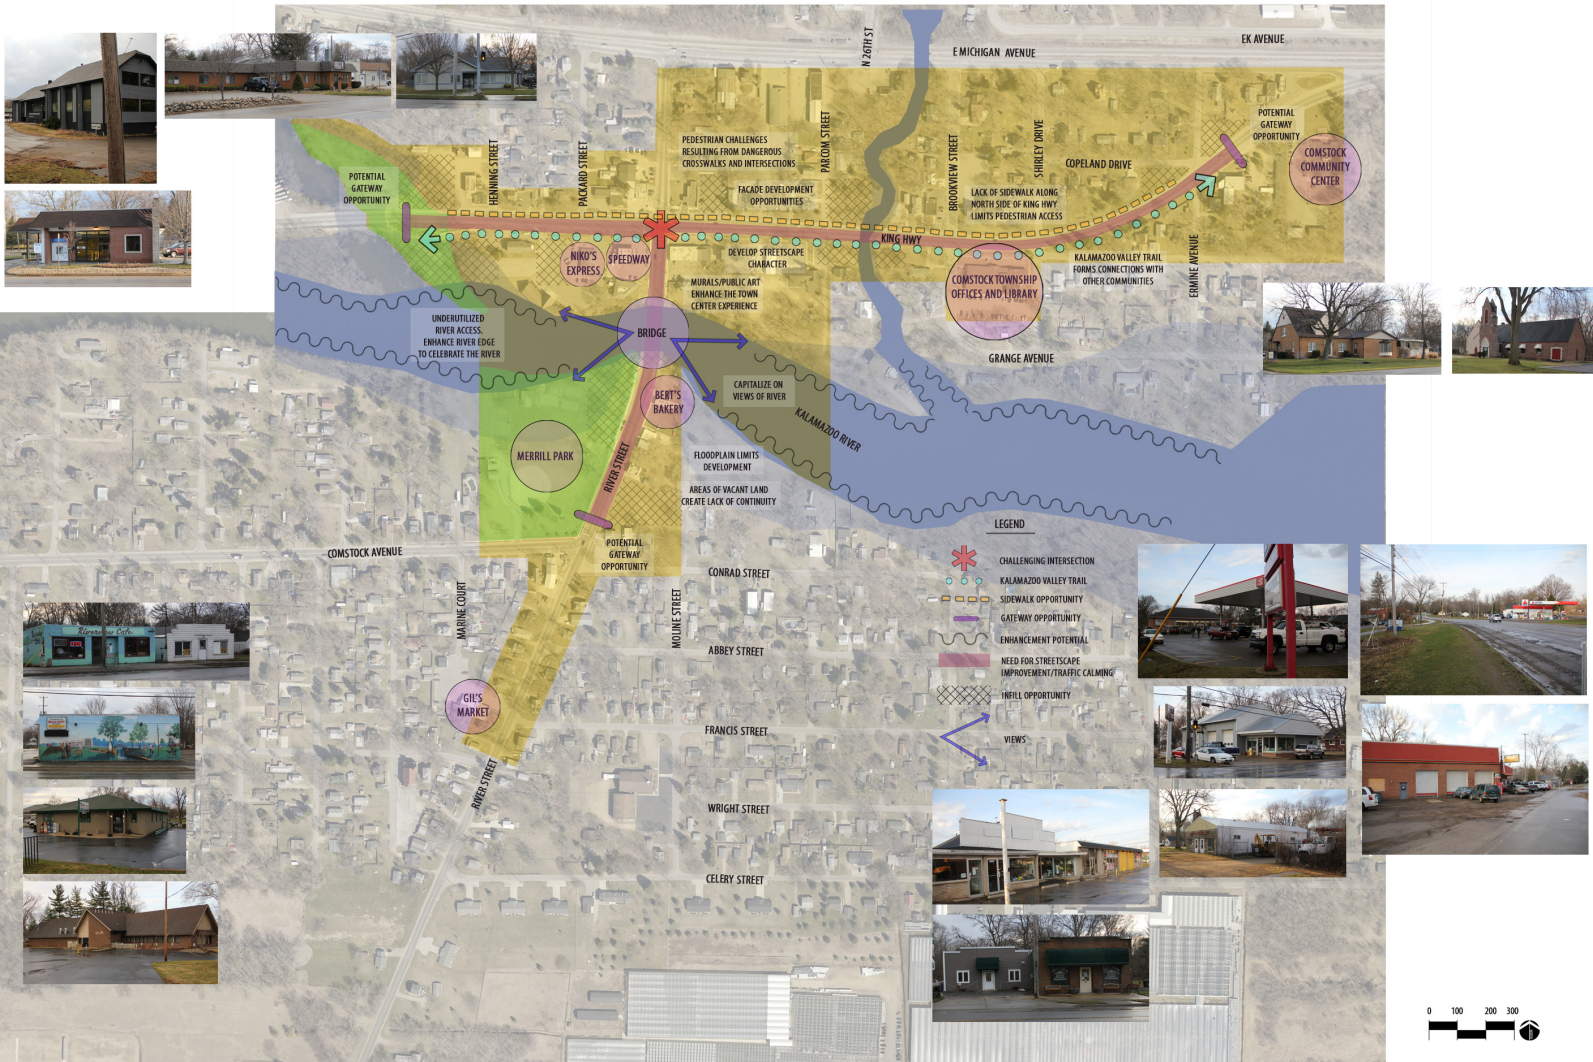 N 26TH ST
E MICHIGAN AVENUE
EK AVENUE
POTENTIAL
GATEWAY
OPPORTUNITY
COMSTOCK
COMMUNITY
CENTER
PEDESTRIAN CHALLENGES
RESULTING FROM DANGEROUS
CROSSWALKS AND INTERSECTIONS
PARCOM STREET
BROOKVIEW STREET
SHIRLEY DRIVE
COPELAND DRIVE
HENNING STREET
PACKARD STREET
POTENTIAL
GATEWAY
OPPORTUNITY
FACADE DEVELOPMENT
OPPORTUNITIES
LACK OF SIDEWALK ALONG
NORTH SIDE OF KING HWY
LIMITS PEDESTRIAN ACCESS
KING HWY
NIKO'S
EXPRESS
SPEEDWAY
DEVELOP STREETSCAPE
CHARACTER
KALAMAZOO VALLEY TRAIL
FORMS CONNECTIONS WITH
OTHER COMMUNITIES
ERMINE AVENUE
COMSTOCK TOWNSHIP
OFFICES AND LIBRARY
MURALS/PUBLIC ART
ENHANCE THE TOWN
CENTER EXPERIENCE
UNDERUTILIZED
RIVER ACCESS.
ENHANCE RIVER EDGE
TO CELEBRATE THE RIVER
BRIDGE
GRANGE AVENUE
BERT'S
BAKERY
CAPITALIZE ON
VIEWS OF RIVER
KALAMAZOO RIVER
MERRILL PARK
RIVER STREET
FLOODPLAIN LIMITS
DEVELOPMENT
AREAS OF VACANT LAND
CREATE LACK OF CONTINUITY
POTENTIAL
GATEWAY
OPPORTUNITY
COMSTOCK AVENUE
CONRAD STREET
MARINE COURT
MOLINE STREET
ABBEY STREET
GIL'S
MARKET
FRANCIS STREET
RIVER STREET
WRIGHT STREET
CELERY STREET
LEGEND
CHALLENGING INTERSECTION
KALAMAZOO VALLEY TRAIL
SIDEWALK OPPORTUNITY
GATEWAY OPPORTUNITY
ENHANCEMENT POTENTIAL
NEED FOR STREETSCAPE
IMPROVEMENT/TRAFFIC CALMING
INFILL OPPORTUNITY
VIEWS
0 100 200 300